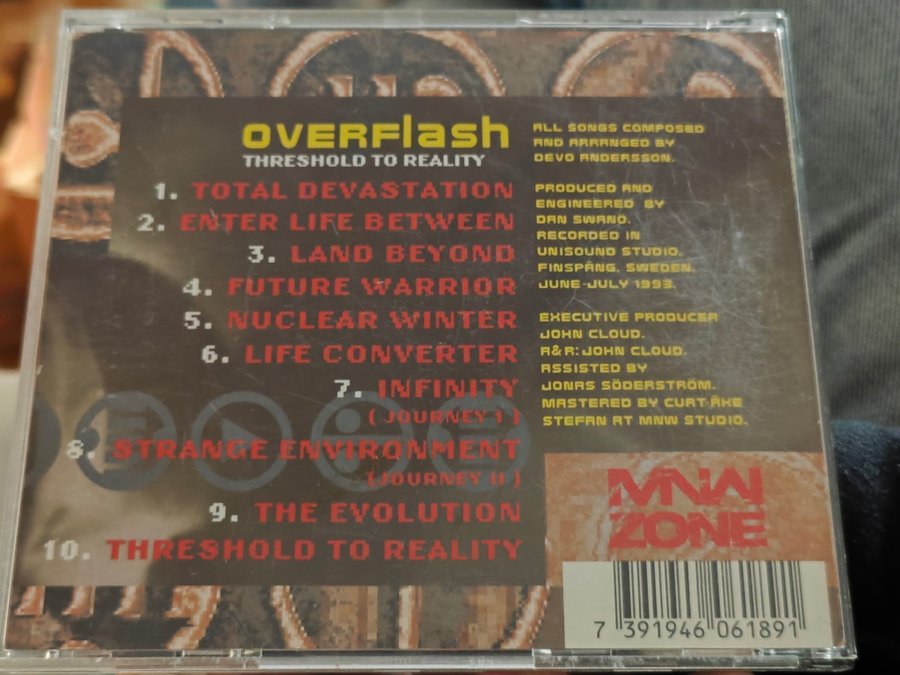 OVERFLASH
THRESHOLD TO REALITY
1. TOTAL DEVASTATION
2. ENTER LIFE BETWEEN
3. LAND BEYOND
4. FUTURE WARRIOR
5. NUCLEAR WINTER
6. LIFE CONVERTER
7. INFINITY
( JOURNEY I )
8. STRANGE ENVIRONMENT
(JOURNEY II )
9. THE EVOLUTION
10. THRESHOLD TO REALITY
ALL SONGS COMPOSED
AND ARRANGED BY
DEVO ANDERSSON.
PRODUCED AND
ENGINEERED BY
DAN SWANÖ.
RECORDED IN
UNISOUND STUDIO.
FINSPÅNG. SWEDEN.
JUNE-JULY 1993.
EXECUTIVE PRODUCER
JOHN CLOUD.
A&R: JOHN CLOUD.
ASSISTED BY
JONAS SÖDERSTRÖM.
MASTERED BY CURT-ÅKE
STEFAN AT MNW STUDIO.
MNW
ZONE
7 391946 061891